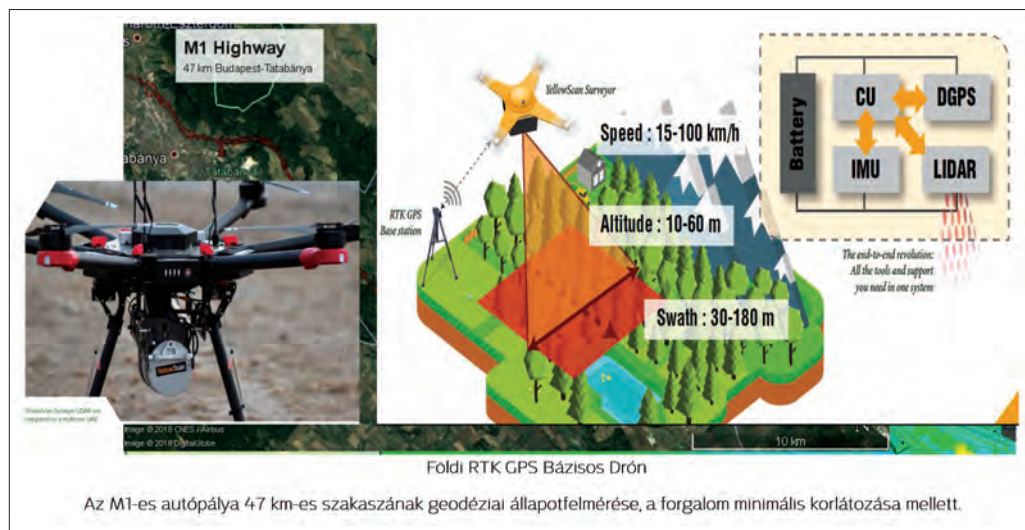 M1 Highway
47 km Budapest-Tatabánya
Tatabánya
YellowScan Surveyor
RTK GPS
Base station
Speed : 15-100 km/h
Altitude : 10-60 m
Swath : 30-180 m
Battery
CU
DGPS
IMU
LIDAR
The end-to-end revolution:
All the tools and support
you need in one system
YellowScan
Image © 2018 CNES / Airbus
Image © 2018 DigitalGlobe
10 km
Földi RTK GPS Bázisos Drón
Az M1-es autópálya 47 km-es szakaszának geodéziai állapotfelmérése, a forgalom minimális korlátozása mellett.